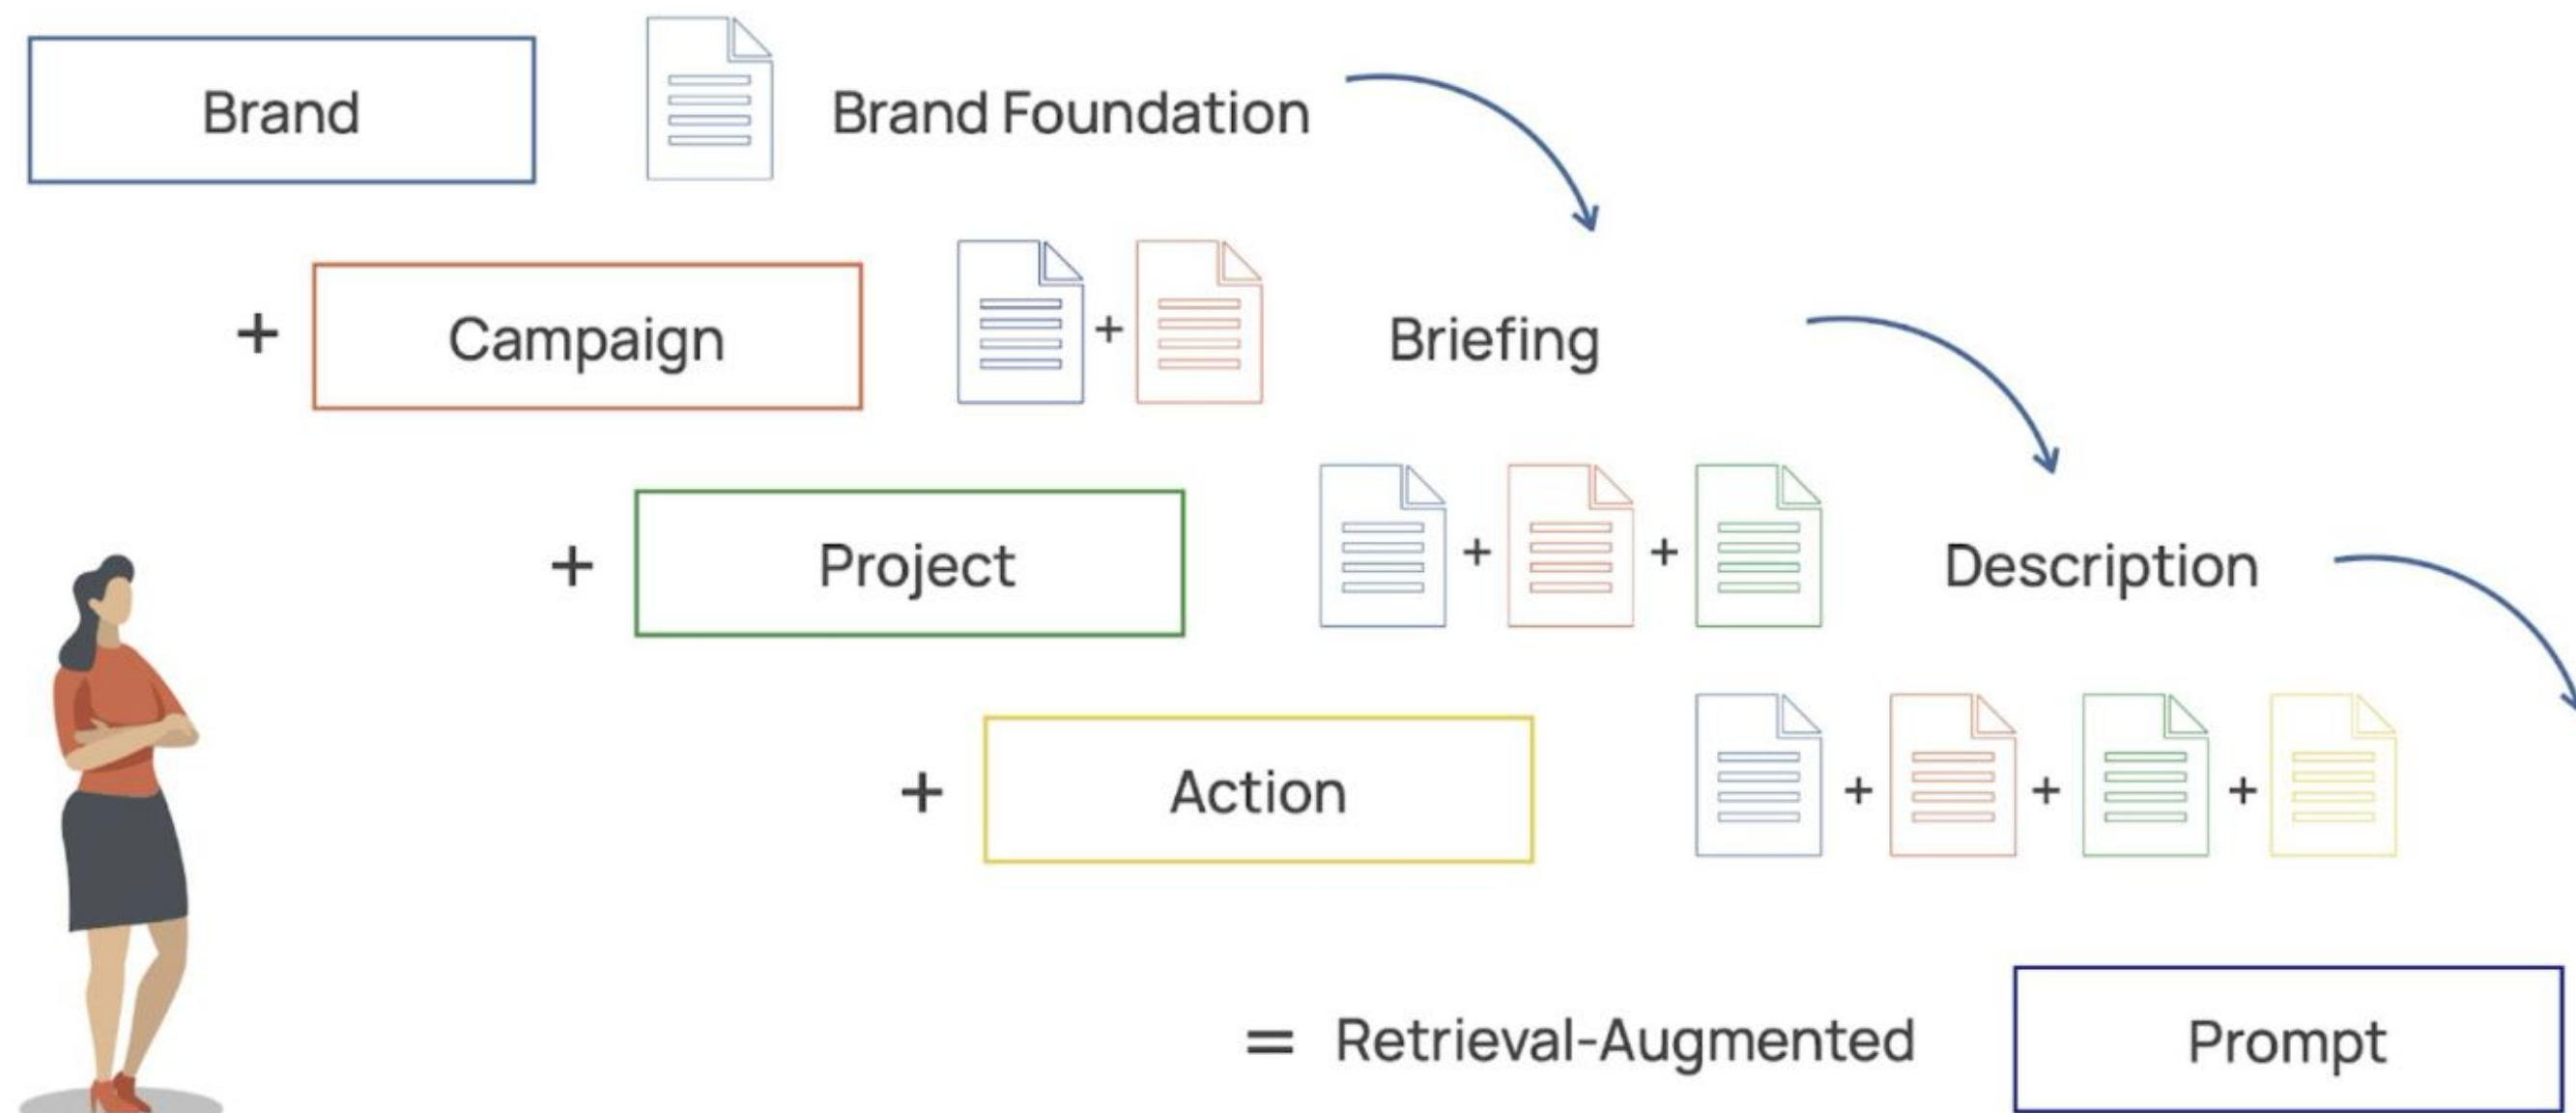 Brand
Brand Foundation
+ Campaign
+
Briefing
+ Project
+ +
Description
+ Action
+ + +
= Retrieval-Augmented Prompt